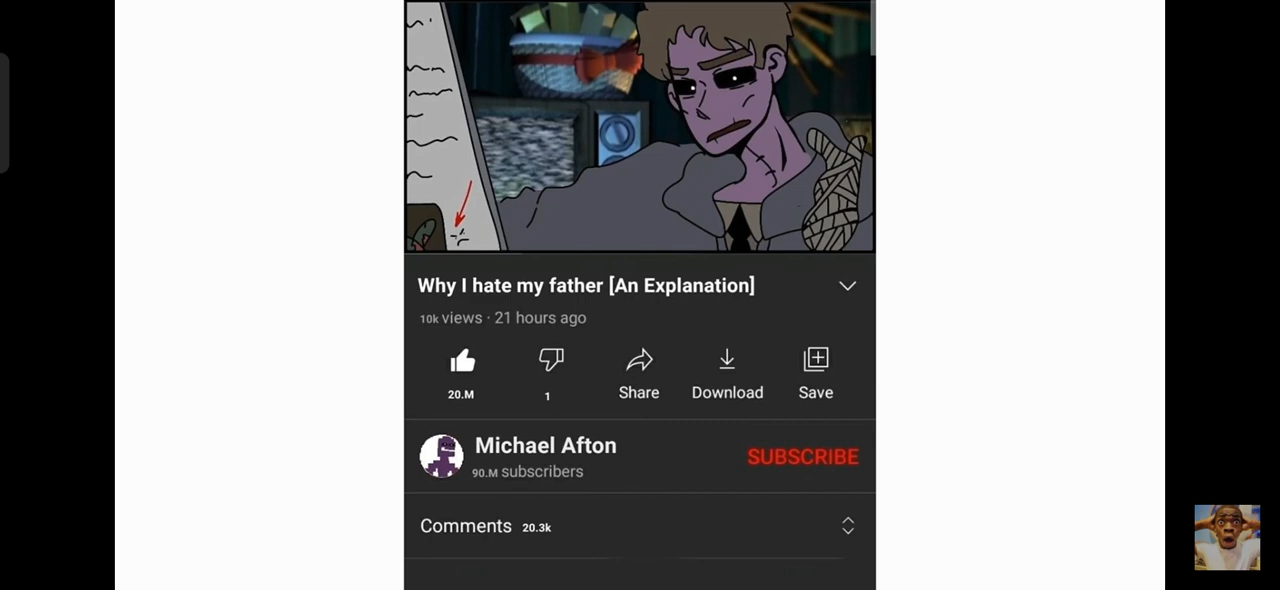 Why I hate my father [An Explanation]
10k views · 21 hours ago
20.M
1
Share
Download
Save
Michael Afton
90.M subscribers
SUBSCRIBE
Comments 20.3k